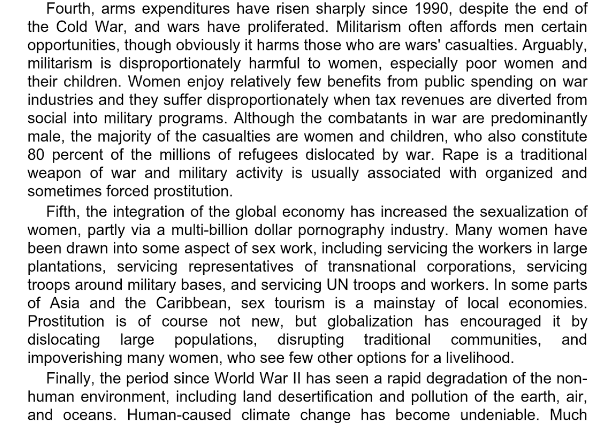 Fourth, arms expenditures have risen sharply since 1990, despite the end of
the Cold War, and wars have proliferated. Militarism often affords men certain
opportunities, though obviously it harms those who are wars' casualties. Arguably,
militarism is disproportionately harmful to women, especially poor women and
their children. Women enjoy relatively few benefits from public spending on war
industries and they suffer disproportionately when tax revenues are diverted from
social into military programs. Although the combatants in war are predominantly
male, the majority of the casualties are women and children, who also constitute
80 percent of the millions of refugees dislocated by war. Rape is a traditional
weapon of war and military activity is usually associated with organized and
sometimes forced prostitution.
Fifth, the integration of the global economy has increased the sexualization of
women, partly via a multi-billion dollar pornography industry. Many women have
been drawn into some aspect of sex work, including servicing the workers in large
plantations, servicing representatives of transnational corporations, servicing
troops around military bases, and servicing UN troops and workers. In some parts
of Asia and the Caribbean, sex tourism is a mainstay of local economies.
Prostitution is of course not new, but globalization has encouraged it by
dislocating large populations, disrupting traditional communities, and
impoverishing many women, who see few other options for a livelihood.
Finally, the period since World War II has seen a rapid degradation of the non-
human environment, including land desertification and pollution of the earth, air,
and oceans. Human-caused climate change has become undeniable. Much